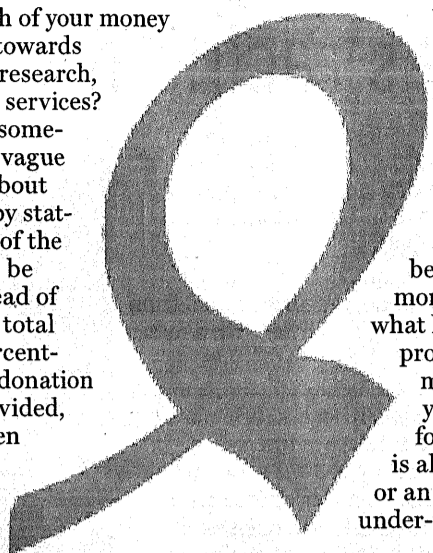 h of your money
towards
research,
services?
some-
vague
bout
by stat-
of the
be
ead of
total
rcent-
donation
vided,
en
be
mor
what
pro
m
y
fo
is al
or an
under-